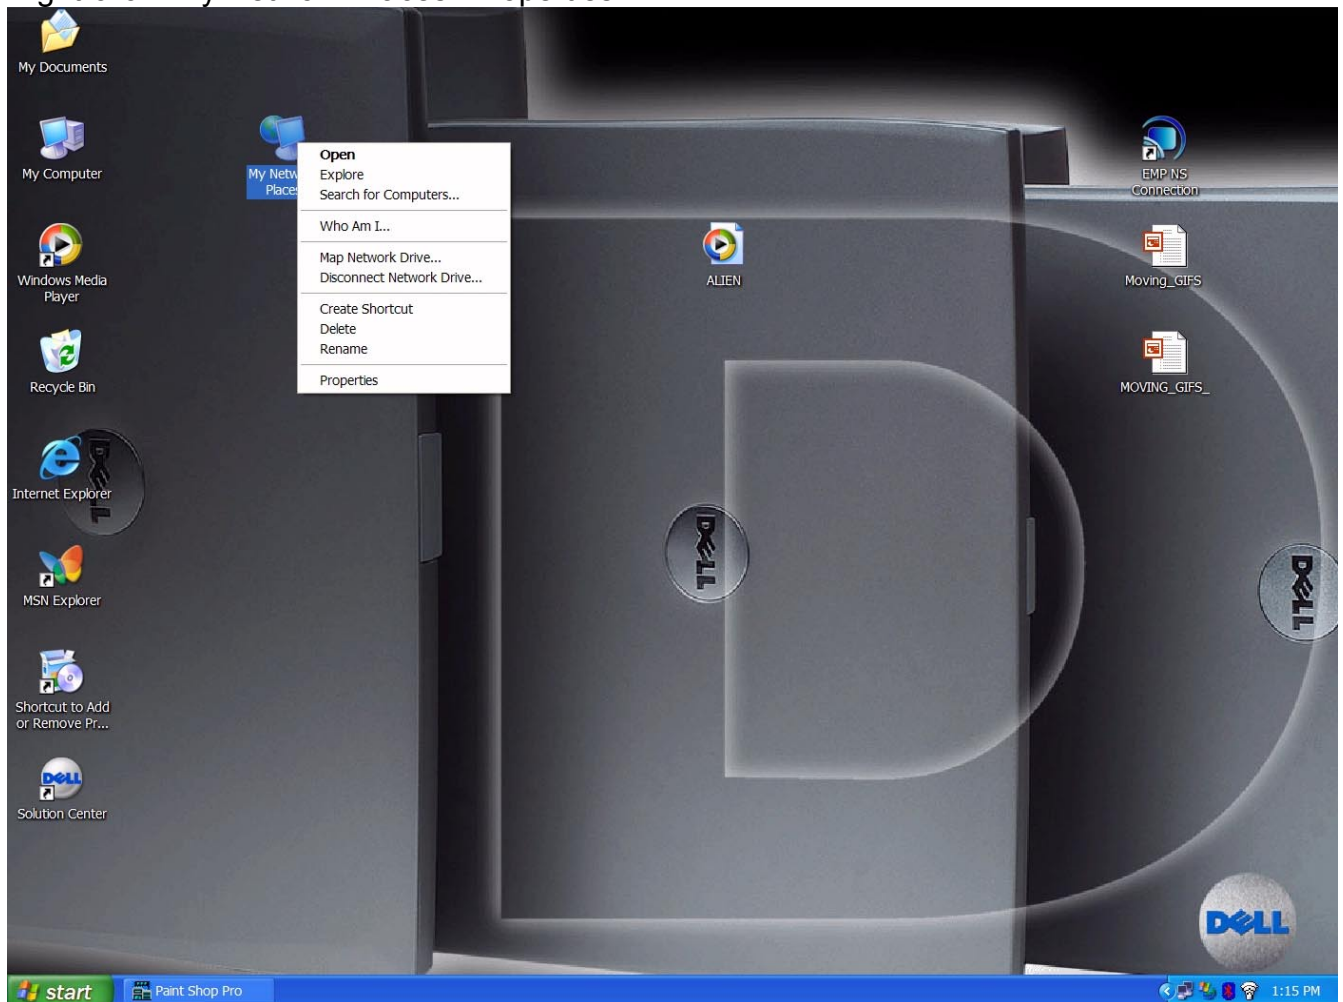 My Documents
My Computer
My Netw
Places
Open
Explore
Search for Computers...
Who Am I...
Map Network Drive...
Disconnect Network Drive...
Create Shortcut
Delete
Rename
Properties
EMP NS
Connection
Windows Media
Player
ALIEN
Moving_GIFS
Recycle Bin
MOVING_GIFS_
Internet Explorer
DELL
DELL
DELL
MSN Explorer
Shortcut to Add
or Remove Pr...
DELL
Solution Center
DELL
start
Paint Shop Pro
1:15 PM